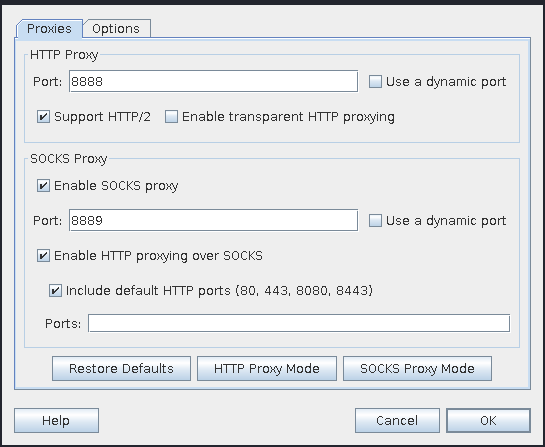 Proxies Options
HTTP Proxy
Port: 8888 Use a dynamic port
Support HTTP/2 Enable transparent HTTP proxying
SOCKS Proxy
Enable SOCKS proxy
Port: 8889 Use a dynamic port
Enable HTTP proxying over SOCKS
Include default HTTP ports (80, 443, 8080, 8443)
Ports:
Restore Defaults HTTP Proxy Mode SOCKS Proxy Mode
Help Cancel OK